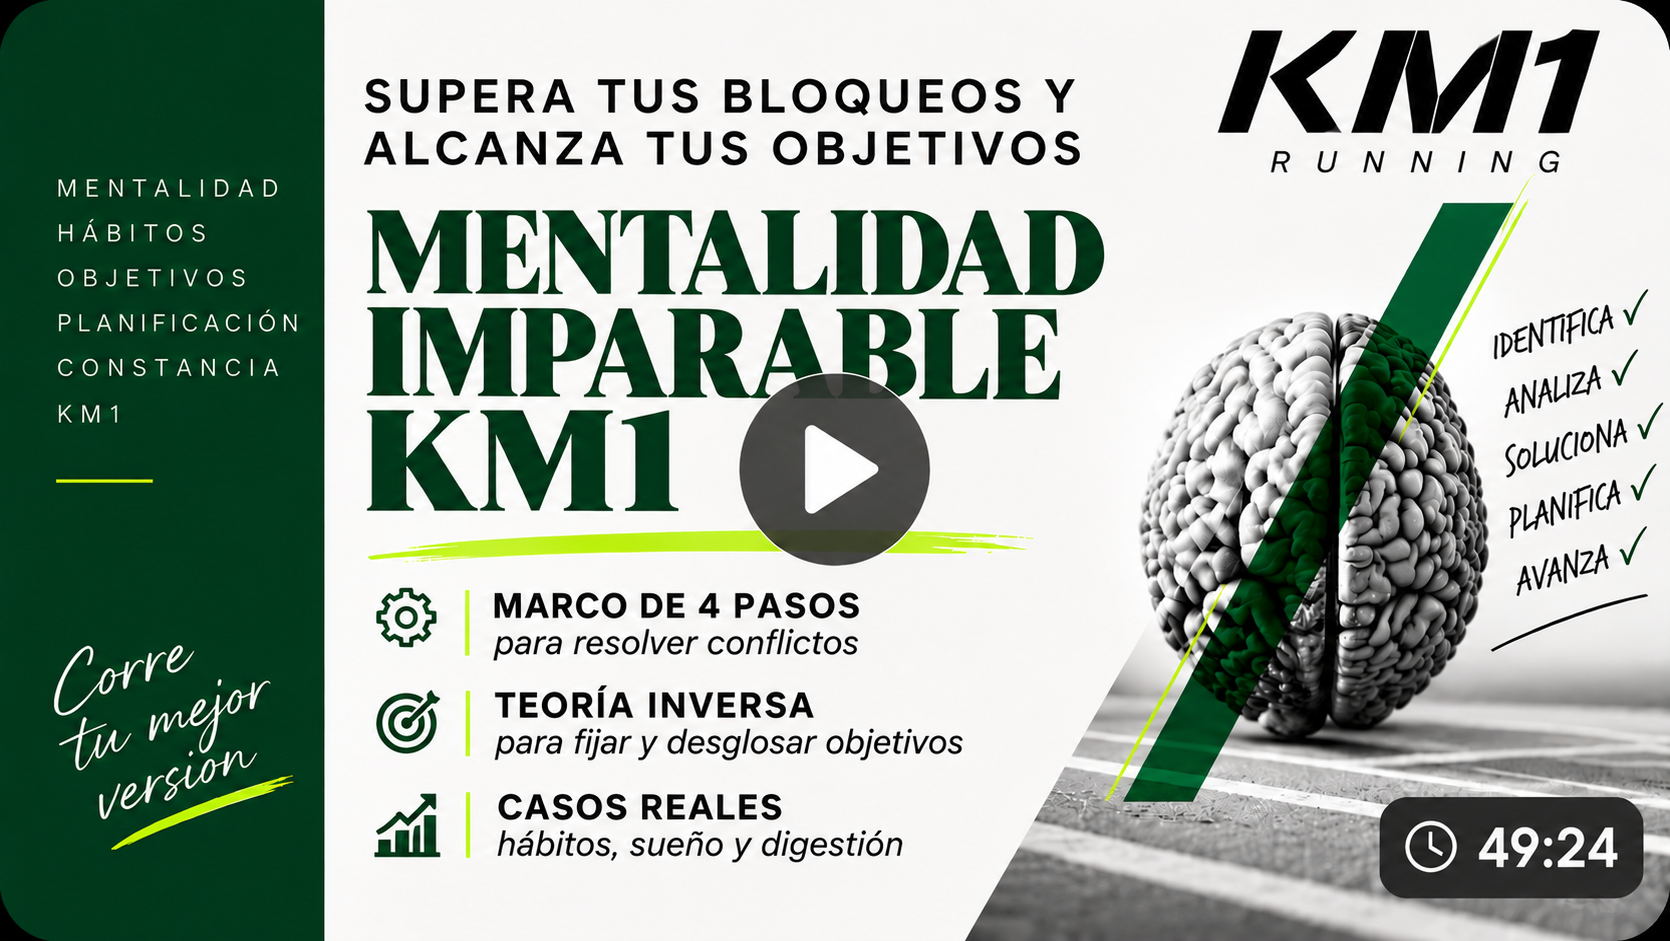 MENTALIDAD
HÁBITOS
OBJETIVOS
PLANIFICACIÓN
CONSTANCIA
KM1
Corre
tu mejor
version
SUPERA TUS BLOQUEOS Y
ALCANZA TUS OBJETIVOS
MENTALIDAD
IMPARABLE
KM1
MARCO DE 4 PASOS
para resolver conflictos
TEORÍA INVERSA
para fijar y desglosar objetivos
CASOS REALES
hábitos, sueño y digestión
KM1
RUNNING
IDENTIFICA ✓
ANALIZA ✓
SOLUCIONA ✓
PLANIFICA ✓
AVANZA ✓
49:24